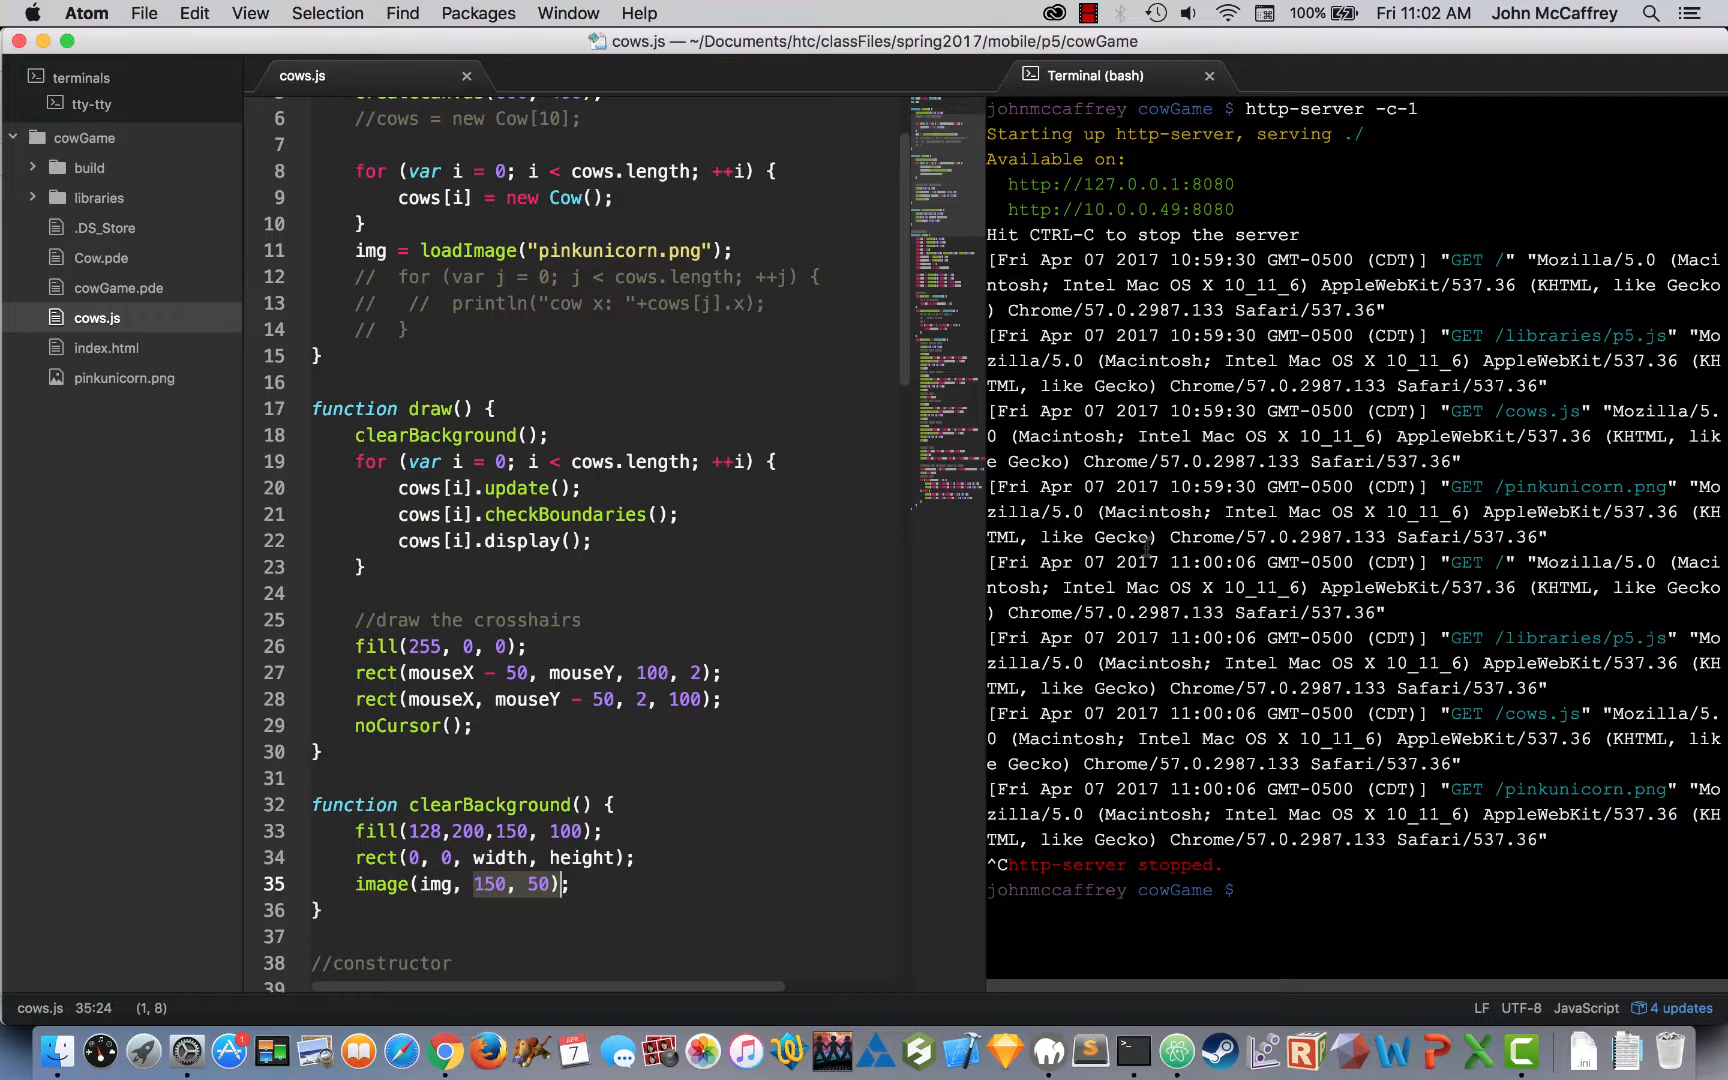 Atom File Edit View Selection Find Packages Window Help 100% Fri 11:02 AM John McCaffrey
cows.js — ~/Documents/htc/classFiles/spring2017/mobile/p5/cowGame
terminals
tty-tty
cowGame
build
libraries
.DS_Store
Cow.pde
cowGame.pde
cows.js
index.html
pinkunicorn.png
cows.js
6 //cows = new Cow[10];
7
8 for (var i = 0; i < cows.length; ++i) {
9 cows[i] = new Cow();
10 }
11 img = loadImage("pinkunicorn.png");
12 // for (var j = 0; j < cows.length; ++j) {
13 // // println("cow x: "+cows[j].x);
14 // }
15 }
16
17 function draw() {
18 clearBackground();
19 for (var i = 0; i < cows.length; ++i) {
20 cows[i].update();
21 cows[i].checkBoundaries();
22 cows[i].display();
23 }
24
25 //draw the crosshairs
26 fill(255, 0, 0);
27 rect(mouseX - 50, mouseY, 100, 2);
28 rect(mouseX, mouseY - 50, 2, 100);
29 noCursor();
30 }
31
32 function clearBackground() {
33 fill(128,200,150, 100);
34 rect(0, 0, width, height);
35 image(img, 150, 50);
36 }
37
38 //constructor
39
Terminal (bash)
johnmccaffrey cowGame $ http-server -c-1
Starting up http-server, serving ./
Available on:
http://127.0.0.1:8080
http://10.0.0.49:8080
Hit CTRL-C to stop the server
[Fri Apr 07 2017 10:59:30 GMT-0500 (CDT)] "GET /" "Mozilla/5.0 (Maci
ntosh; Intel Mac OS X 10_11_6) AppleWebKit/537.36 (KHTML, like Gecko
) Chrome/57.0.2987.133 Safari/537.36"
[Fri Apr 07 2017 10:59:30 GMT-0500 (CDT)] "GET /libraries/p5.js" "Mo
zilla/5.0 (Macintosh; Intel Mac OS X 10_11_6) AppleWebKit/537.36 (KH
TML, like Gecko) Chrome/57.0.2987.133 Safari/537.36"
[Fri Apr 07 2017 10:59:30 GMT-0500 (CDT)] "GET /cows.js" "Mozilla/5.
0 (Macintosh; Intel Mac OS X 10_11_6) AppleWebKit/537.36 (KHTML, lik
e Gecko) Chrome/57.0.2987.133 Safari/537.36"
[Fri Apr 07 2017 10:59:30 GMT-0500 (CDT)] "GET /pinkunicorn.png" "Mo
zilla/5.0 (Macintosh; Intel Mac OS X 10_11_6) AppleWebKit/537.36 (KH
TML, like Gecko) Chrome/57.0.2987.133 Safari/537.36"
[Fri Apr 07 2017 11:00:06 GMT-0500 (CDT)] "GET /" "Mozilla/5.0 (Maci
ntosh; Intel Mac OS X 10_11_6) AppleWebKit/537.36 (KHTML, like Gecko
) Chrome/57.0.2987.133 Safari/537.36"
[Fri Apr 07 2017 11:00:06 GMT-0500 (CDT)] "GET /libraries/p5.js" "Mo
zilla/5.0 (Macintosh; Intel Mac OS X 10_11_6) AppleWebKit/537.36 (KH
TML, like Gecko) Chrome/57.0.2987.133 Safari/537.36"
[Fri Apr 07 2017 11:00:06 GMT-0500 (CDT)] "GET /cows.js" "Mozilla/5.
0 (Macintosh; Intel Mac OS X 10_11_6) AppleWebKit/537.36 (KHTML, lik
e Gecko) Chrome/57.0.2987.133 Safari/537.36"
[Fri Apr 07 2017 11:00:06 GMT-0500 (CDT)] "GET /pinkunicorn.png" "Mo
zilla/5.0 (Macintosh; Intel Mac OS X 10_11_6) AppleWebKit/537.36 (KH
TML, like Gecko) Chrome/57.0.2987.133 Safari/537.36"
^Chttp-server stopped.
johnmccaffrey cowGame $
cows.js 35:24 (1, 8) LF UTF-8 JavaScript 4 updates